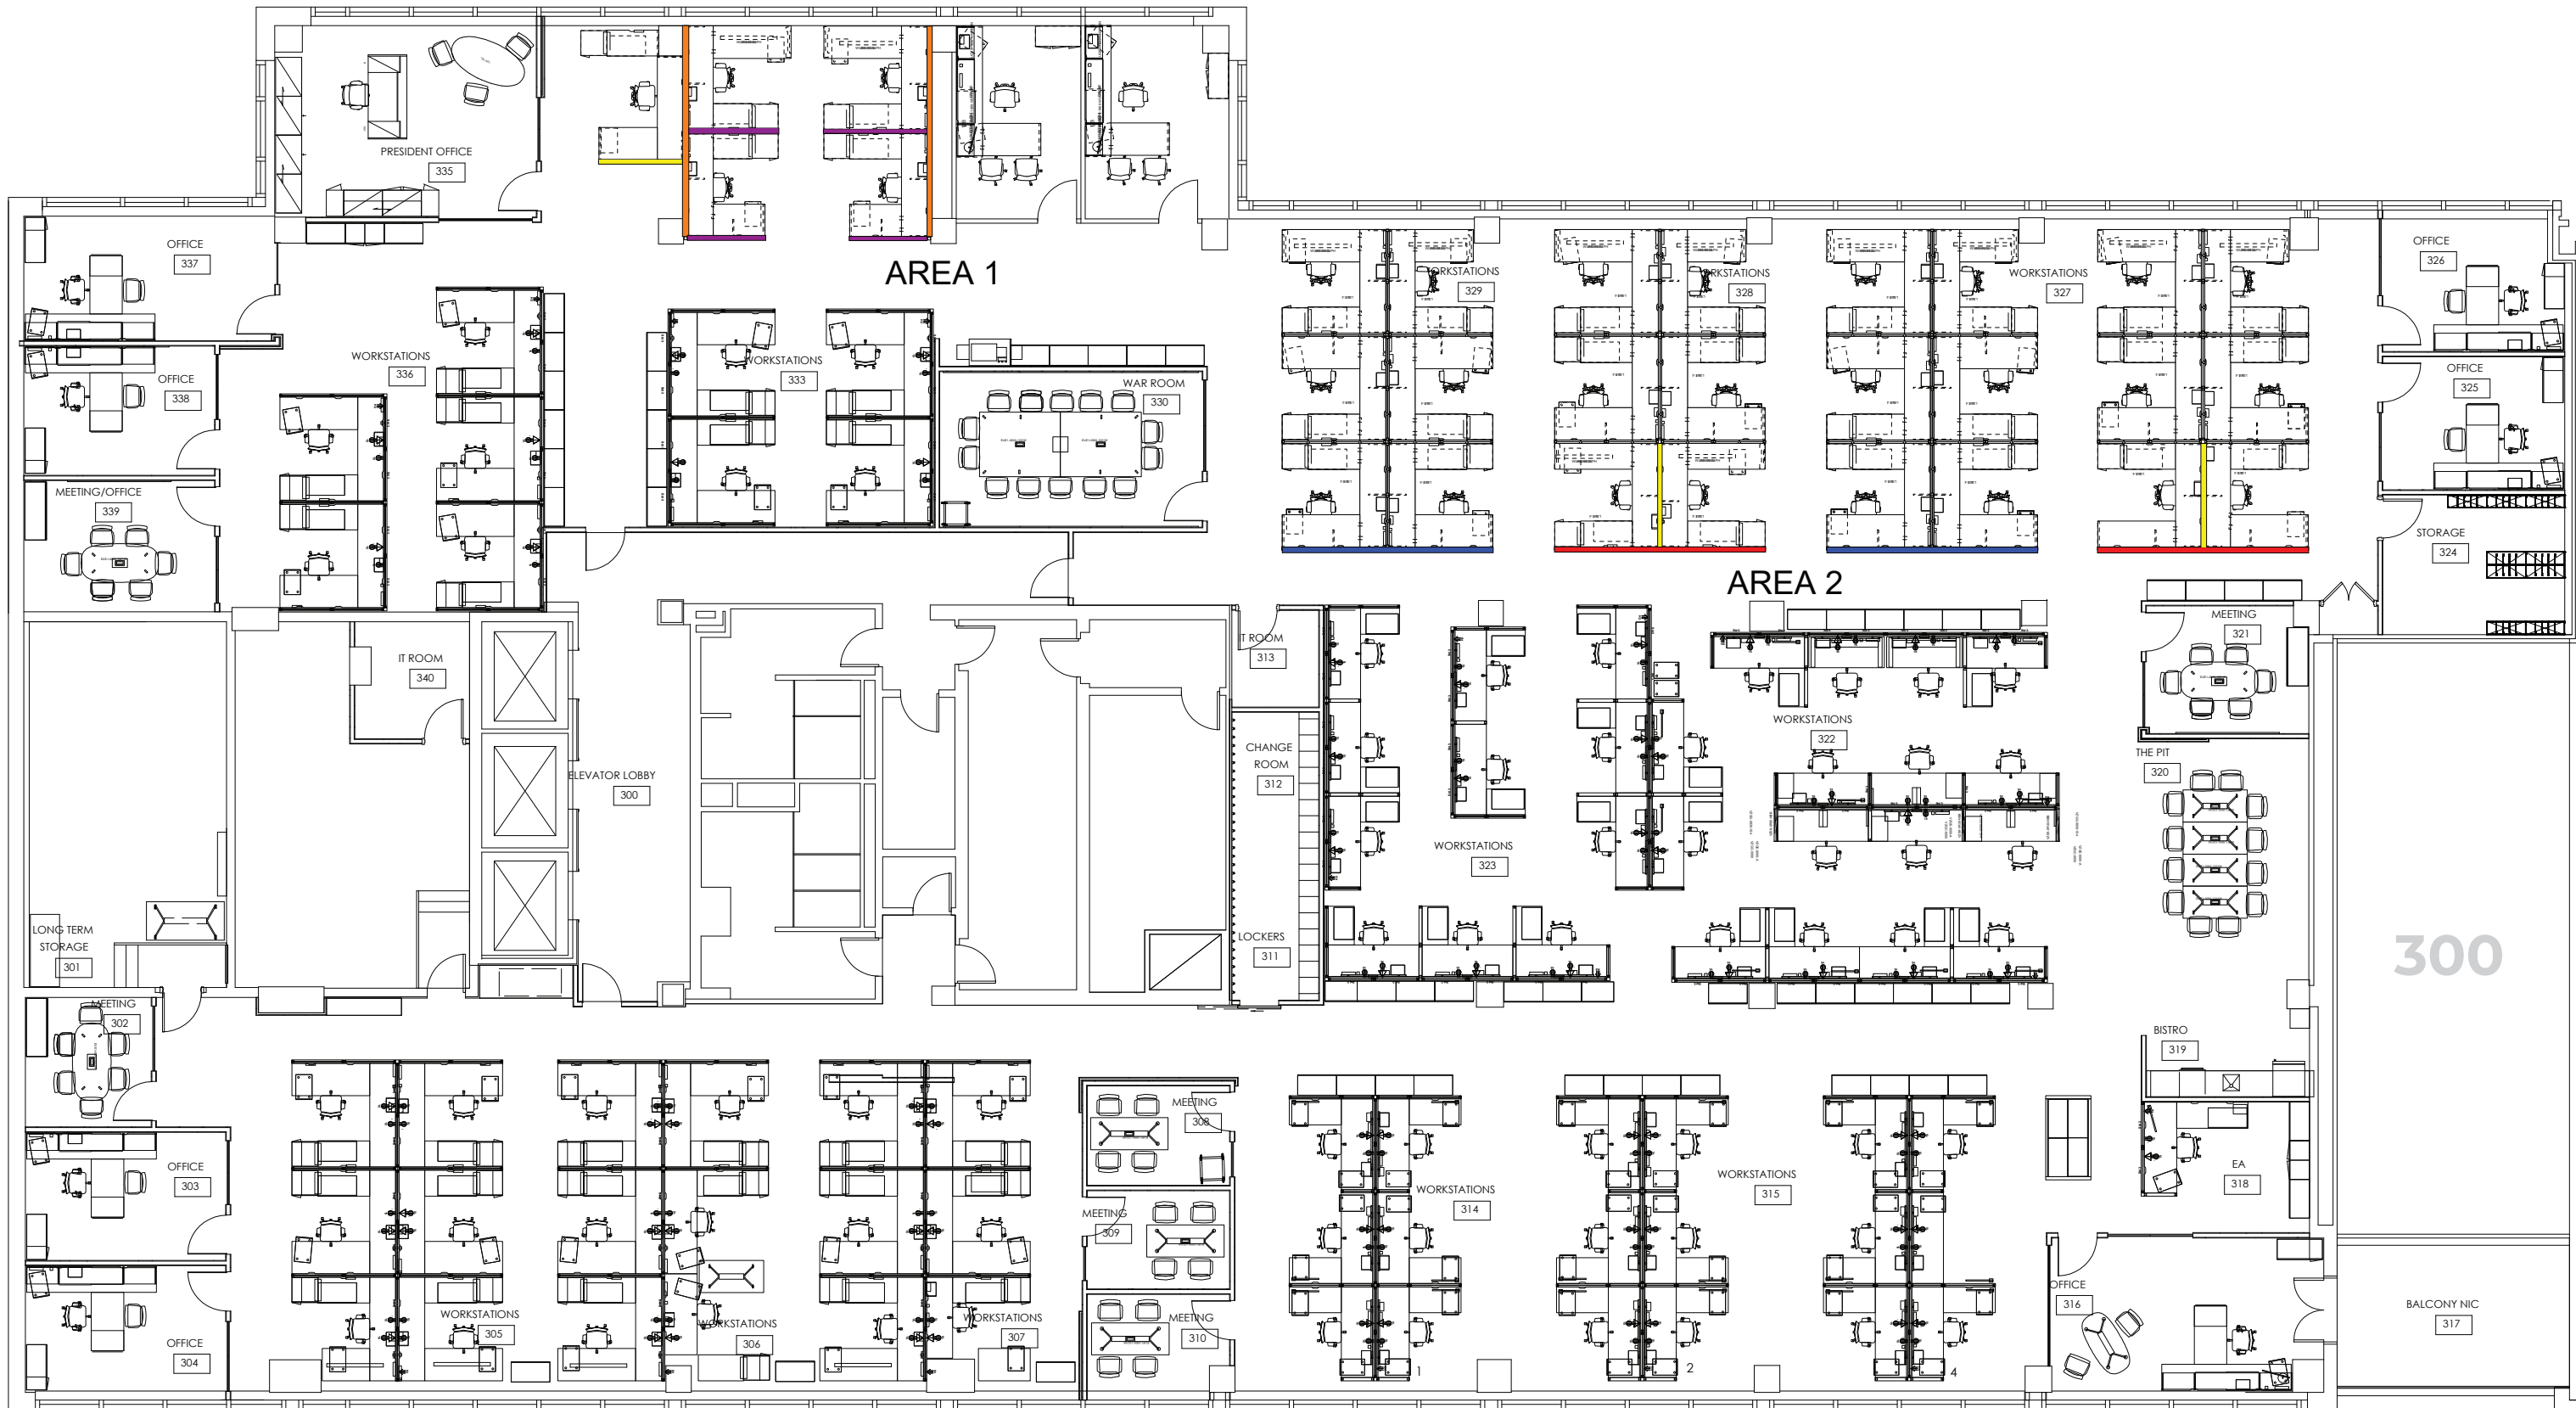 PRESIDENT OFFICE
335
OFFICE
337
AREA 1
WORKSTATIONS
336
OFFICE
338
WORKSTATIONS
333
WAR ROOM
330
MEETING/OFFICE
339
ORKSTATIONS
329
RKSTATIONS
328
WORKSTATIONS
327
OFFICE
326
OFFICE
325
STORAGE
324
AREA 2
IT ROOM
340
ELEVATOR LOBBY
300
LONG TERM
STORAGE
301
T ROOM
313
CHANGE
ROOM
312
LOCKERS
311
WORKSTATIONS
323
WORKSTATIONS
322
MEETING
321
THE PIT
320
300
MEETING
302
OFFICE
303
OFFICE
304
WORKSTATIONS
305
WORKSTATIONS
306
WORKSTATIONS
307
MEETING
308
MEETING
309
MEETING
310
WORKSTATIONS
314
WORKSTATIONS
315
1
2
4
BISTRO
319
EA
318
OFFICE
316
BALCONY NIC
317